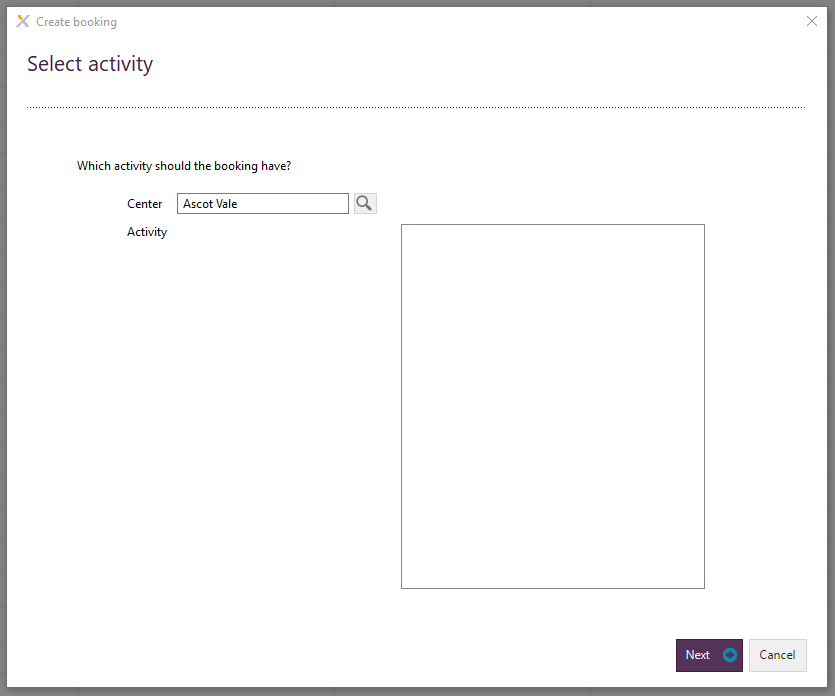 Create booking
Select activity
Which activity should the booking have?
Center Ascot Vale
Activity
Next Cancel